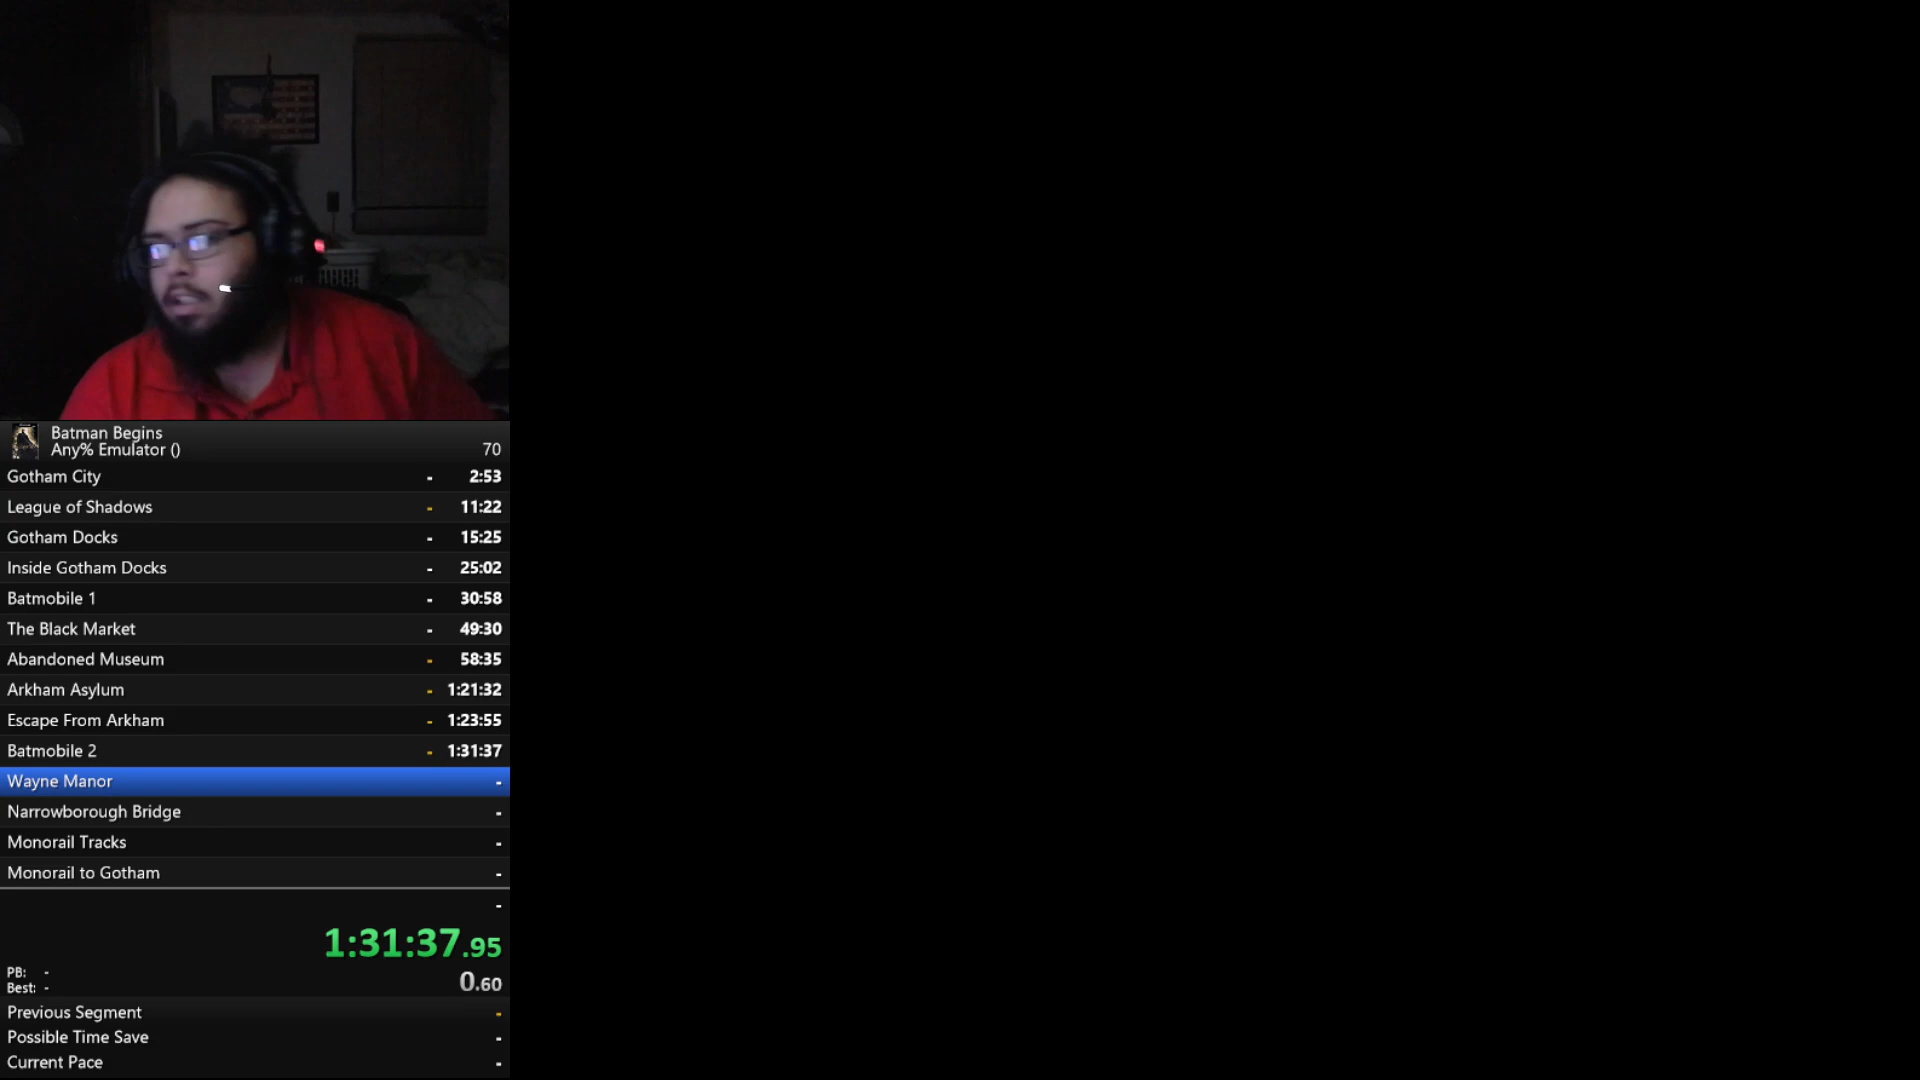 Batman Begins
Any% Emulator () 70
Gotham City - 2:53
League of Shadows - 11:22
Gotham Docks - 15:25
Inside Gotham Docks - 25:02
Batmobile 1 - 30:58
The Black Market - 49:30
Abandoned Museum - 58:35
Arkham Asylum - 1:21:32
Escape From Arkham - 1:23:55
Batmobile 2 - 1:31:37
Wayne Manor -
Narrowborough Bridge -
Monorail Tracks -
Monorail to Gotham -
-
1:31:37.95
PB: -
Best: - 0.60
Previous Segment -
Possible Time Save -
Current Pace -